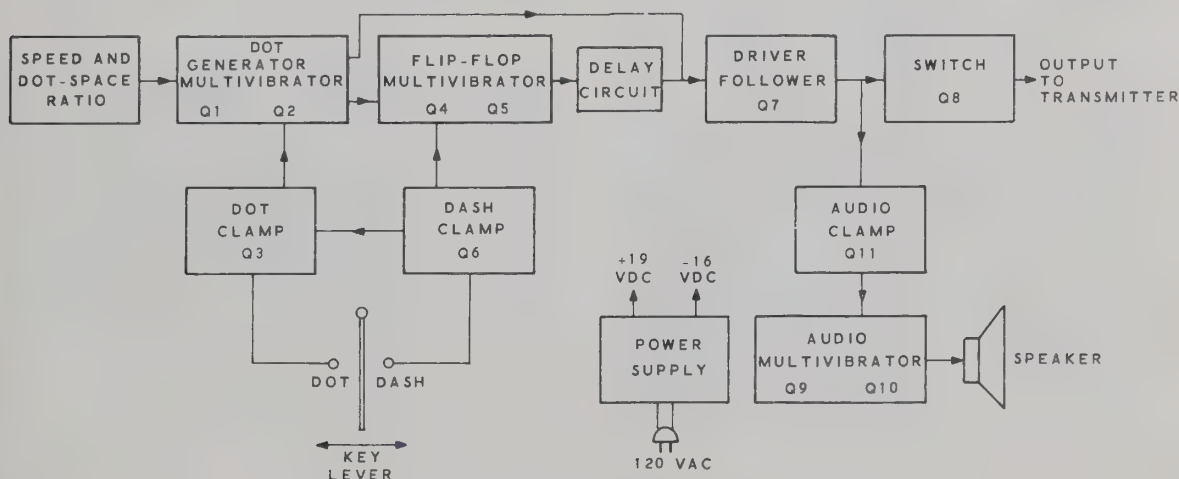 SPEED AND
DOT-SPACE
RATIO
DOT
GENERATOR
MULTIVIBRATOR
Q1 Q2
FLIP-FLOP
MULTIVIBRATOR
Q4 Q5
DELAY
CIRCUIT
DRIVER
FOLLOWER
Q7
SWITCH
Q8
OUTPUT
TO
TRANSMITTER
DOT
CLAMP
Q3
DASH
CLAMP
Q6
AUDIO
CLAMP
Q11
+19
VDC
-16
VDC
POWER
SUPPLY
120 VAC
AUDIO
MULTIVIBRATOR
Q9 Q10
SPEAKER
DOT
DASH
KEY
LEVER